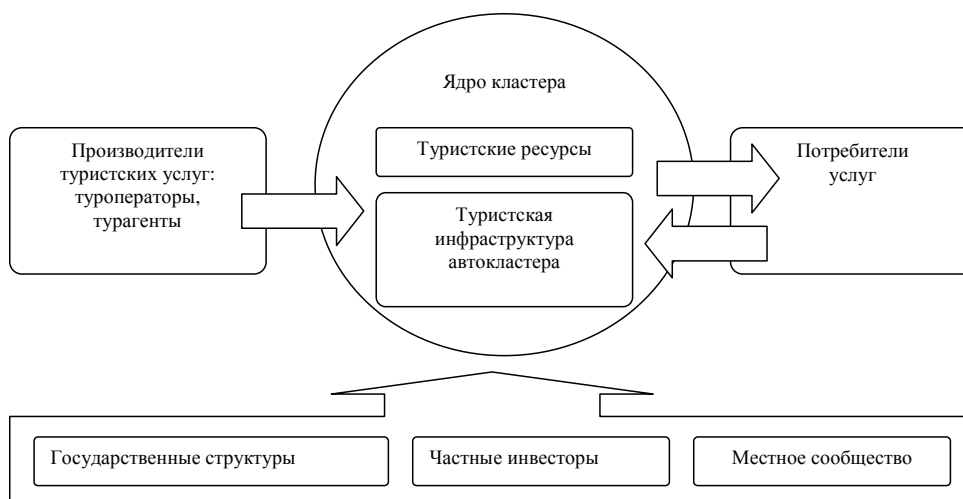 Ядро кластера
Производители
туристских услуг:
туроператоры,
турагенты
Туристские ресурсы
Туристская
инфраструктура
автокластера
Потребители
услуг
Государственные структуры
Частные инвесторы
Местное сообщество